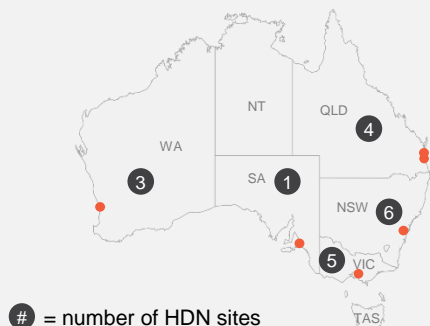 NT
QLD
4
WA
3
SA
1
NSW
6
5
VIC
# = number of HDN sites
TAS